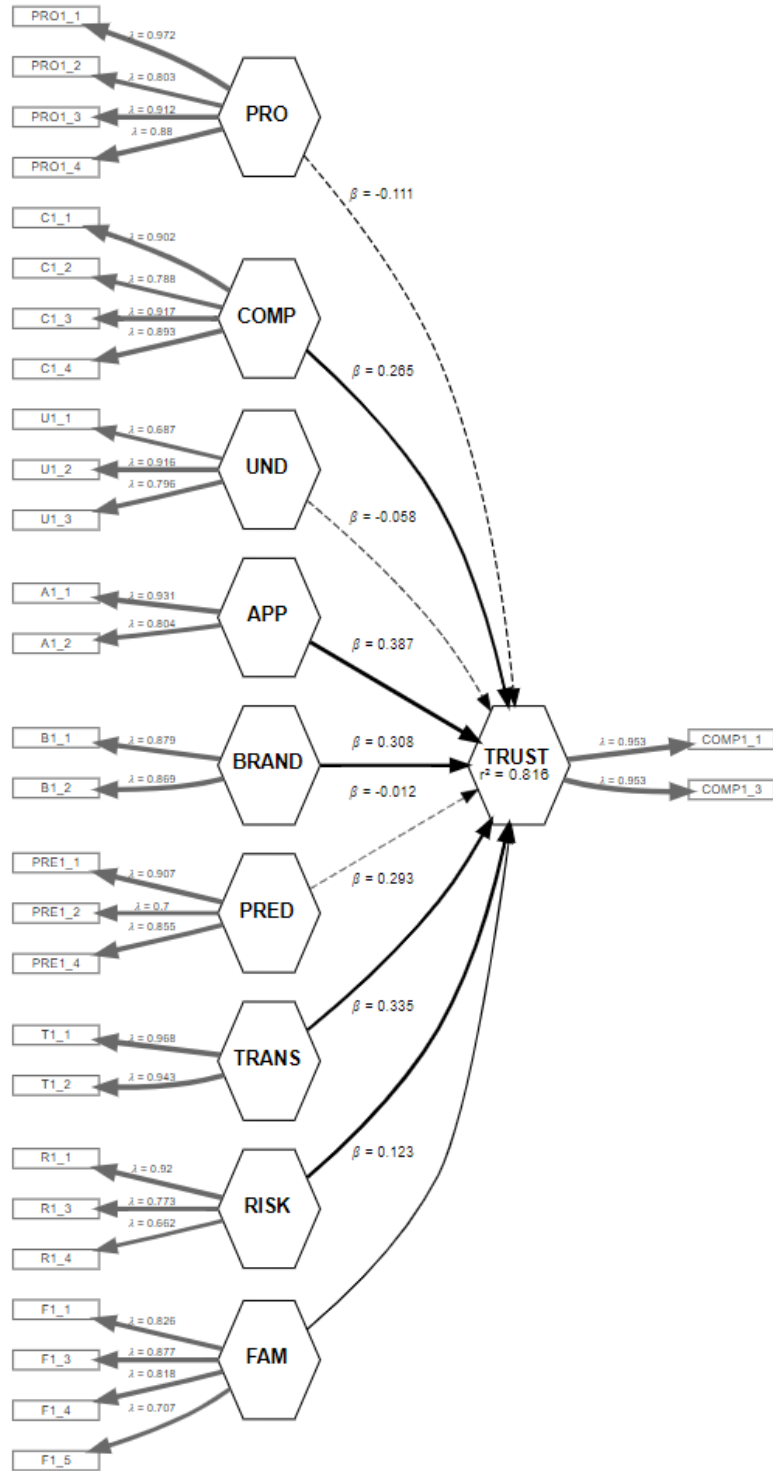 PRO1_1
λ = 0.972
PRO1_2
λ = 0.803
PRO1_3
λ = 0.912
λ = 0.88
PRO1_4
PRO
β = -0.111
C1_1
λ = 0.902
C1_2
λ = 0.788
C1_3
λ = 0.917
λ = 0.893
C1_4
COMP
β = 0.265
U1_1
λ = 0.687
U1_2
λ = 0.916
λ = 0.796
U1_3
UND
β = -0.058
A1_1
λ = 0.931
λ = 0.804
A1_2
APP
β = 0.387
B1_1
λ = 0.879
B1_2
λ = 0.869
BRAND
β = 0.308
β = -0.012
TRUST
r² = 0.816
λ = 0.953
COMP1_1
λ = 0.953
COMP1_3
PRE1_1
λ = 0.907
PRE1_2
λ = 0.7
λ = 0.855
PRE1_4
PRED
β = 0.293
T1_1
λ = 0.968
T1_2
λ = 0.943
TRANS
β = 0.335
R1_1
λ = 0.92
R1_3
λ = 0.773
λ = 0.662
R1_4
RISK
β = 0.123
F1_1
λ = 0.826
F1_3
λ = 0.877
λ = 0.818
F1_4
λ = 0.707
F1_5
FAM